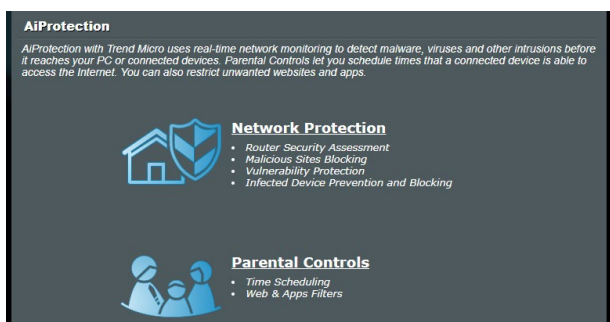 AiProtection
AiProtection with Trend Micro uses real-time network monitoring to detect malware, viruses and other intrusions before
it reaches your PC or connected devices. Parental Controls let you schedule times that a connected device is able to
access the Internet. You can also restrict unwanted websites and apps.
Network Protection
• Router Security Assessment
• Malicious Sites Blocking
• Vulnerability Protection
• Infected Device Prevention and Blocking
Parental Controls
• Time Scheduling
• Web & Apps Filters